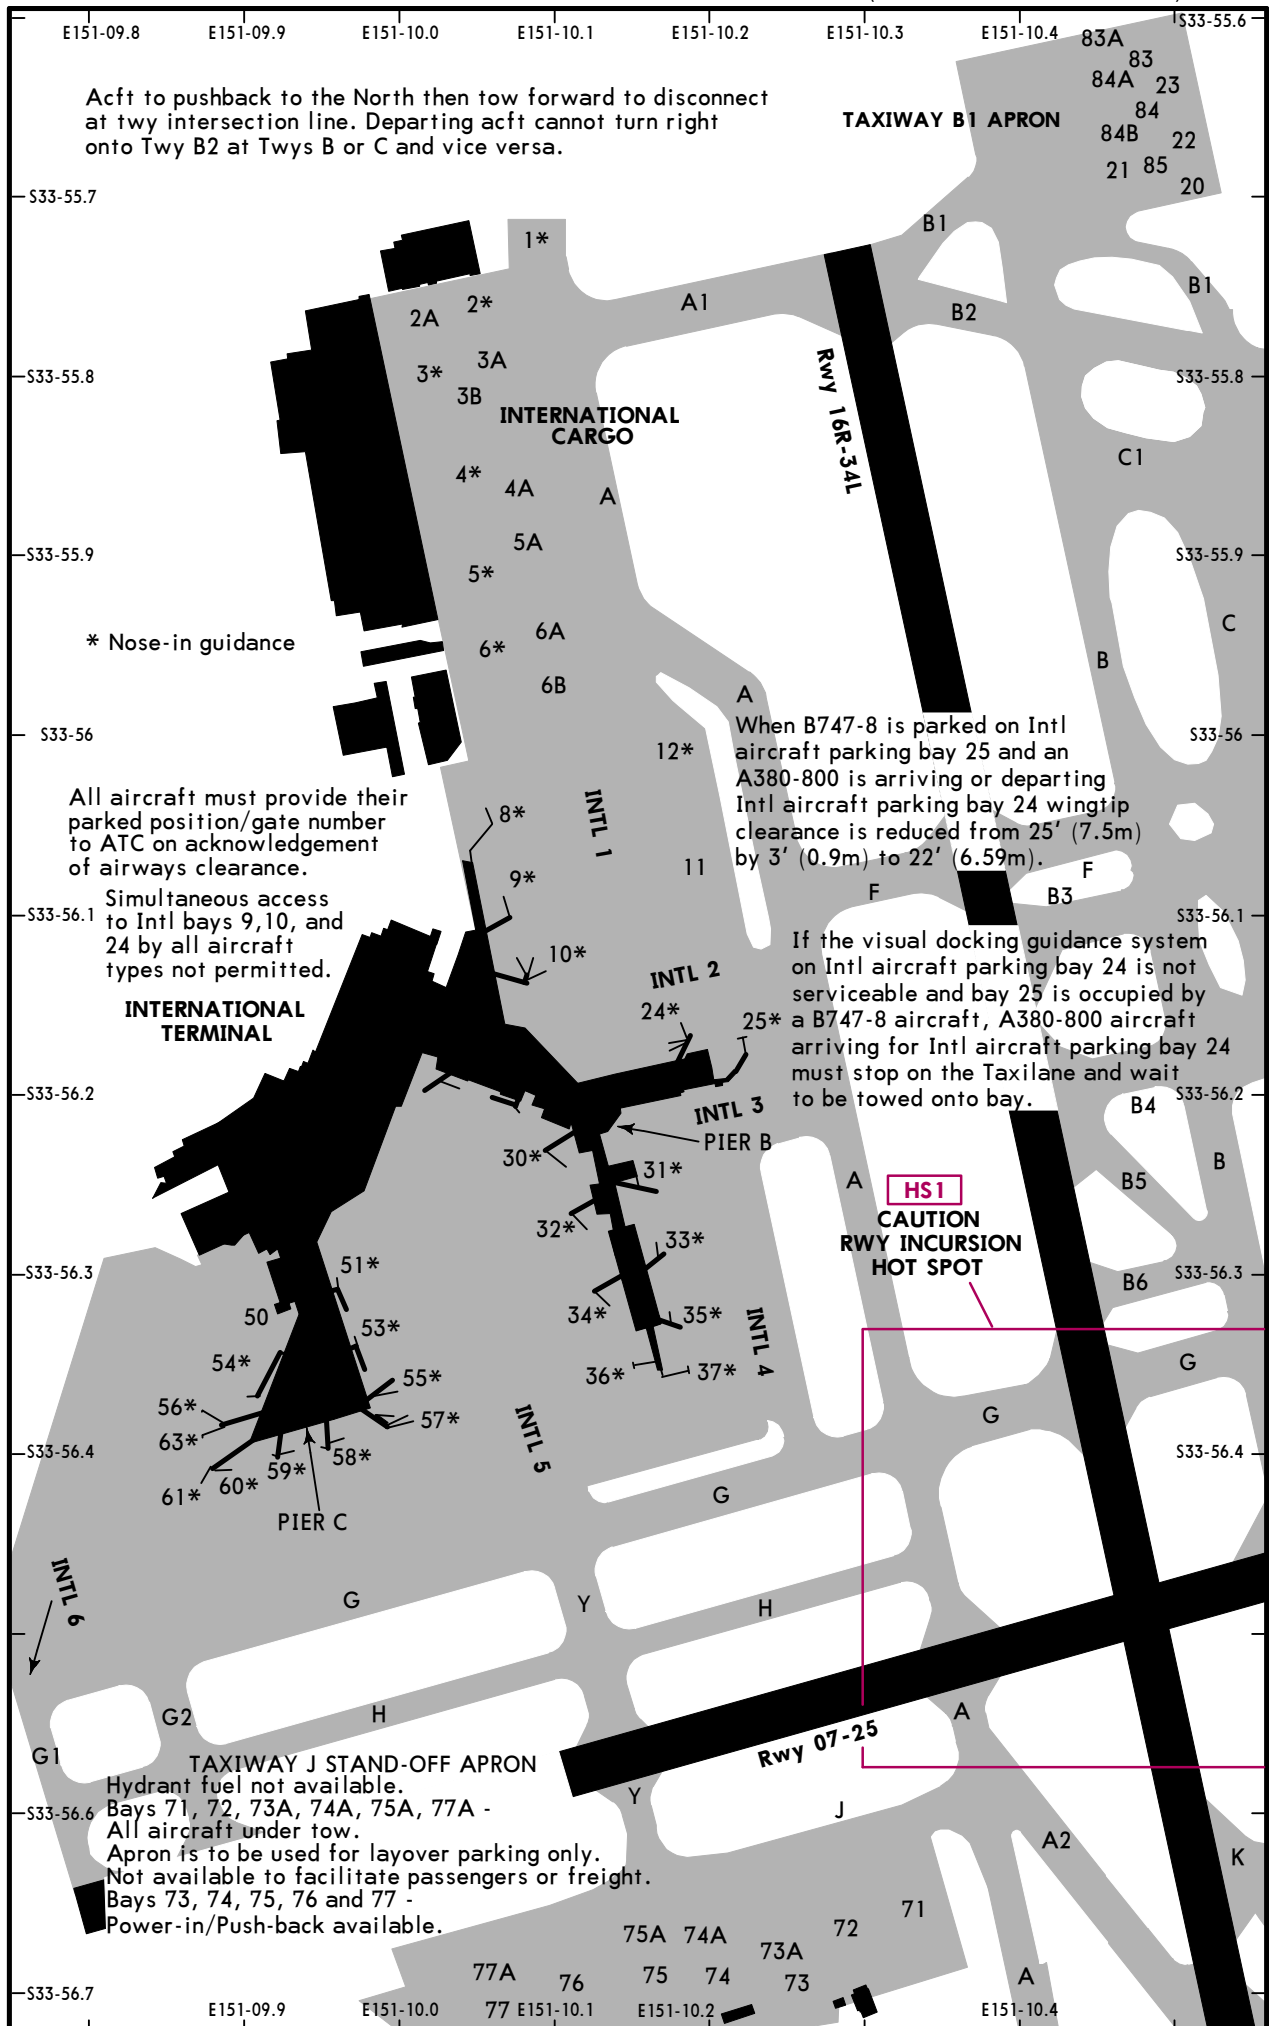 E151-09.8 E151-09.9 E151-10.0 E151-10.1 E151-10.2 E151-10.3 E151-10.4 S33-55.6
83A
83
84A 23
84
84B 22
21 85
20
Acft to pushback to the North then tow forward to disconnect
at twy intersection line. Departing acft cannot turn right
onto Twy B2 at Twys B or C and vice versa.
TAXIWAY B1 APRON
S33-55.7
B1
1*
B1
A1
B2
2*
2A
3A
3*
3B
S33-55.8 S33-55.8
Rwy 16R-34L
INTERNATIONAL
CARGO
C1
4*
4A
A
5A
S33-55.9 S33-55.9
5*
6A
C
* Nose-in guidance
6*
B
6B
A
S33-56 S33-56
12*
When B747-8 is parked on Intl
aircraft parking bay 25 and an
A380-800 is arriving or departing
Intl aircraft parking bay 24 wingtip
clearance is reduced from 25' (7.5m)
by 3' (0.9m) to 22' (6.59m).
All aircraft must provide their
parked position/gate number
to ATC on acknowledgement
of airways clearance.
8*
INTL 1
9*
11
F
F
B3
Simultaneous access
to Intl bays 9,10, and
24 by all aircraft
types not permitted.
S33-56.1 S33-56.1
10*
INTL 2
If the visual docking guidance system
on Intl aircraft parking bay 24 is not
serviceable and bay 25 is occupied by
a B747-8 aircraft, A380-800 aircraft
arriving for Intl aircraft parking bay 24
must stop on the Taxilane and wait
to be towed onto bay.
INTERNATIONAL
TERMINAL
24*
25*
S33-56.2 S33-56.2
B4
INTL 3
PIER B
30*
31*
B
A
B5
HS1
CAUTION
RWY INCURSION
HOT SPOT
32*
33*
S33-56.3 S33-56.3
51*
B6
50
34*
35*
53*
INTL 4
54*
G
36*
37*
55*
56*
57*
G
63*
INTL 5
S33-56.4 S33-56.4
58*
59*
60*
61*
G
PIER C
INTL 6
G
Y
H
G2
H
A
G1
Rwy 07-25
TAXIWAY J STAND-OFF APRON
Hydrant fuel not available.
Bays 71, 72, 73A, 74A, 75A, 77A -
All aircraft under tow.
Apron is to be used for layover parking only.
Not available to facilitate passengers or freight.
Bays 73, 74, 75, 76 and 77 -
Power-in/Push-back available.
Y
J
S33-56.6
A2
K
71
72
75A 74A
73A
77A
76
75
74
73
A
S33-56.7
77
E151-09.9 E151-10.0 E151-10.1 E151-10.2 E151-10.4